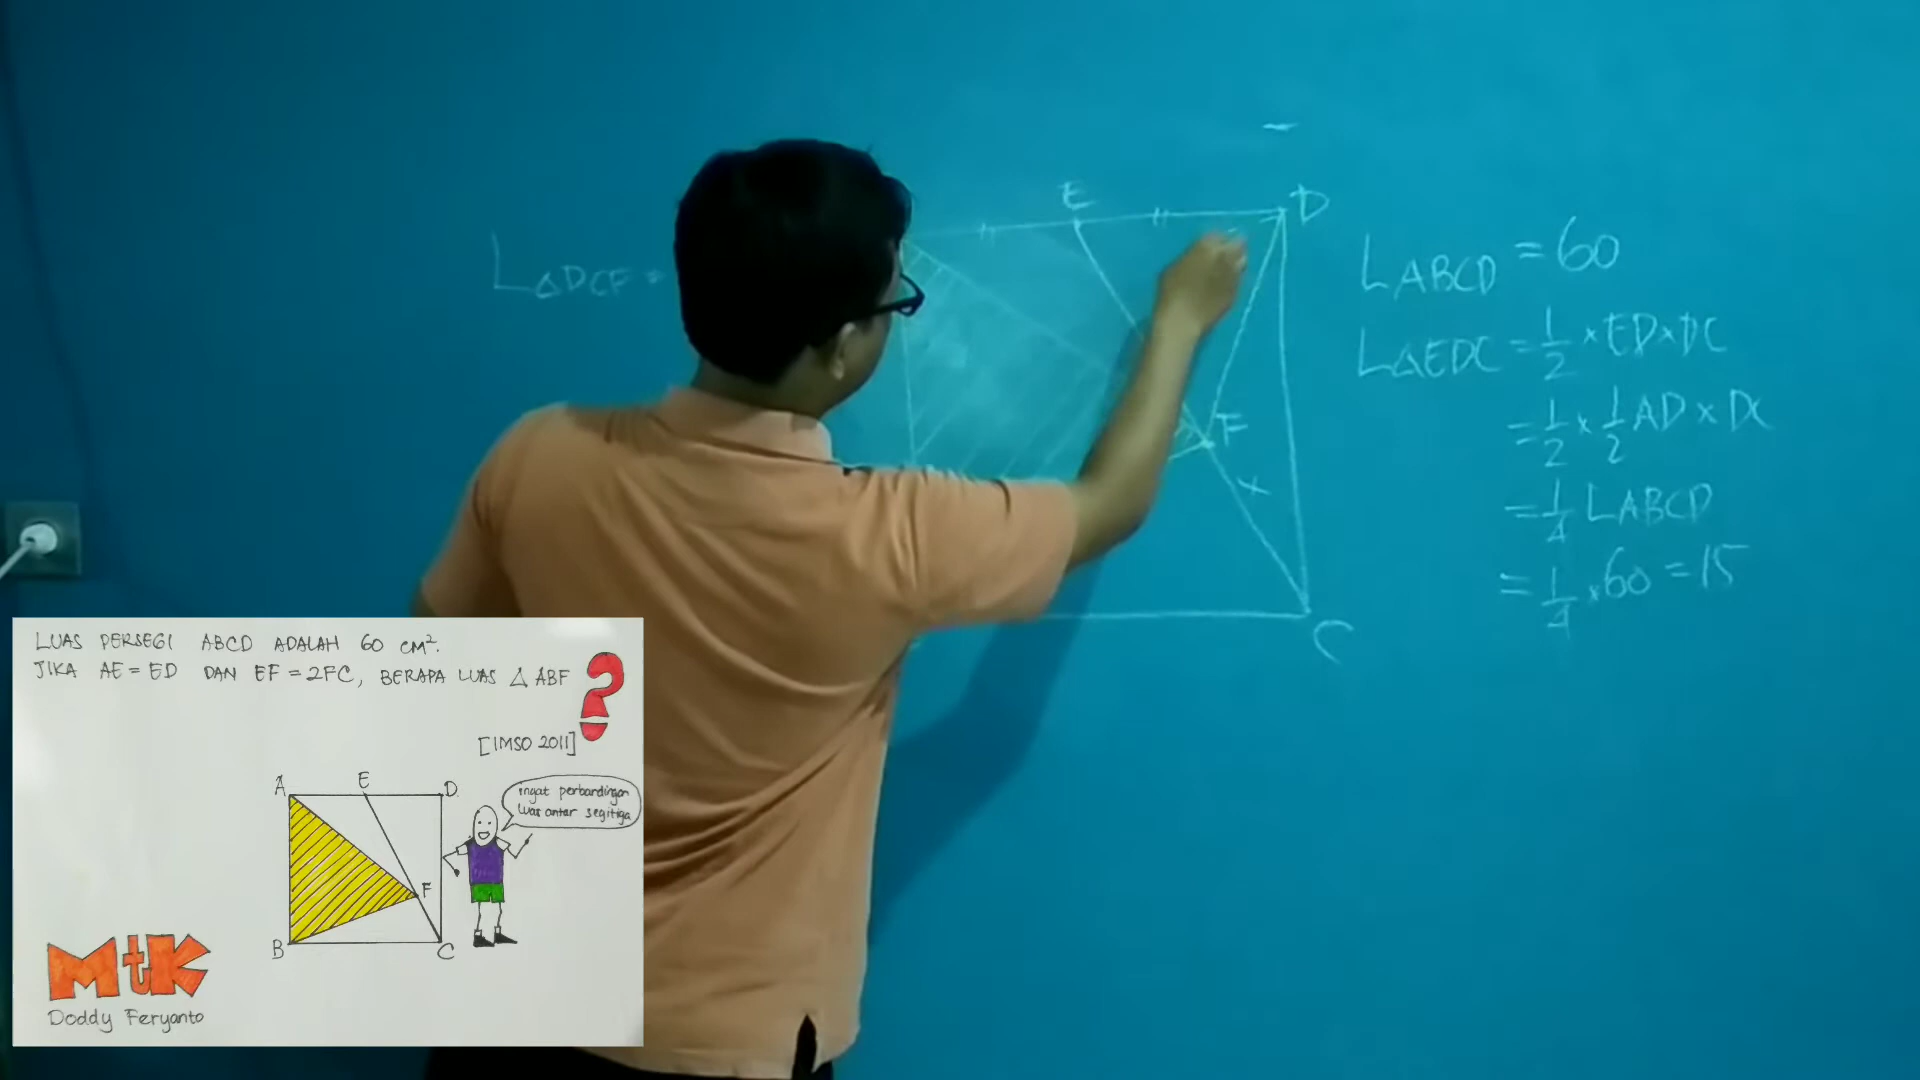 E
D
L△DCF =
F
x
C
LABCD = 60
L△EDC = 1/2 × ED × DC
= 1/2 × 1/2 AD × DC
= 1/4 LABCD
= 1/4 × 60 = 15
LUAS PERSEGI ABCD ADALAH 60 CM².
JIKA AE = ED DAN EF = 2FC, BERAPA LUAS △ ABF ?
[IMSO 2011]
A E D
ingat perbandingan
luas antar segitiga
F
B C
MtK
Doddy Feryanto